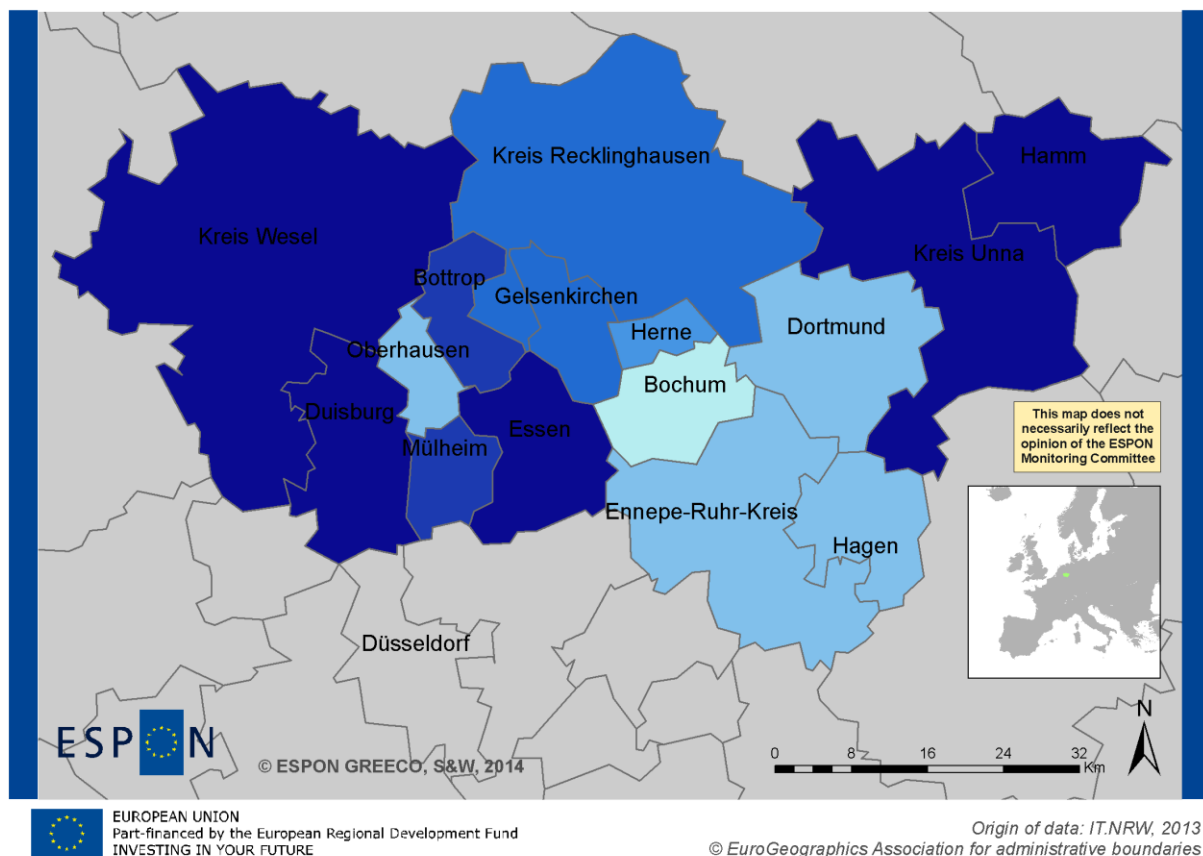 Kreis Recklinghausen
Hamm
Kreis Wesel
Kreis Unna
Bottrop
Gelsenkirchen
Herne
Dortmund
Oberhausen
Bochum
Duisburg
Essen
Mülheim
This map does not
necessarily reflect the
opinion of the ESPON
Monitoring Committee
Ennepe-Ruhr-Kreis
Hagen
Düsseldorf
N
ESPON
© ESPON GREECO, S&W, 2014
0 8 16 24 32
Km
EUROPEAN UNION
Part-financed by the European Regional Development Fund
INVESTING IN YOUR FUTURE
Origin of data: IT.NRW, 2013
© EuroGeographics Association for administrative boundaries